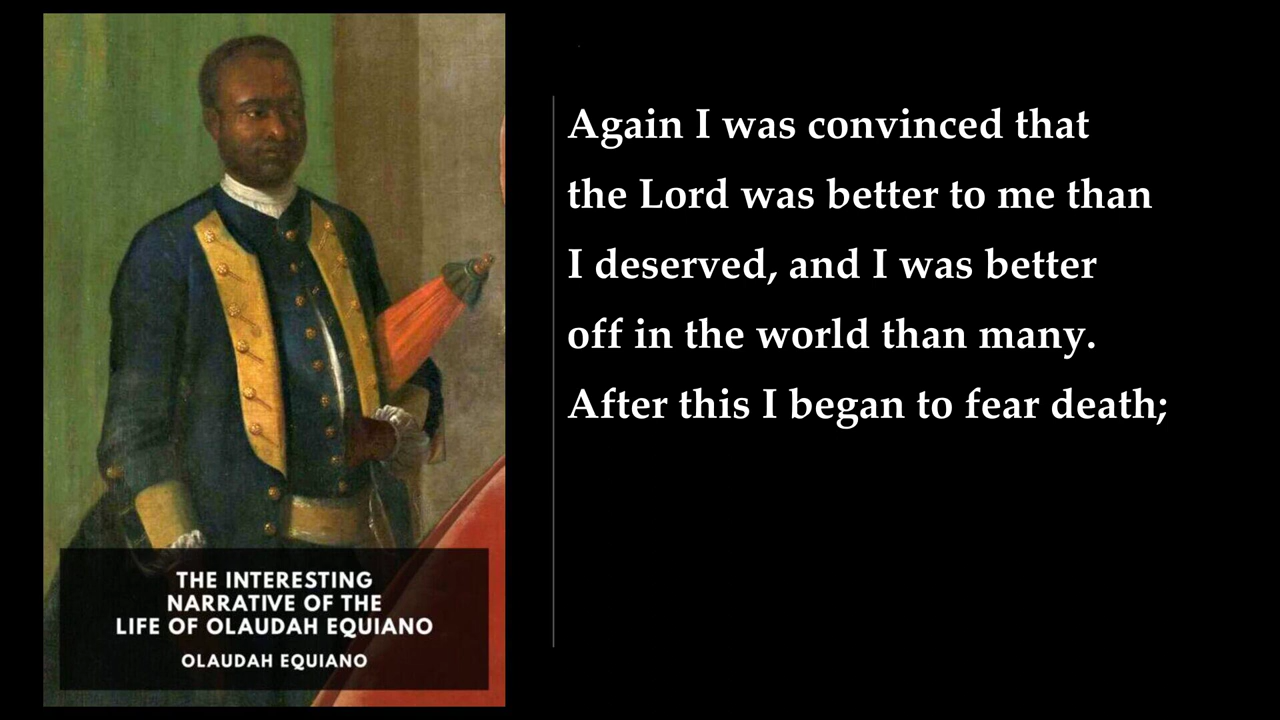 THE INTERESTING
NARRATIVE OF THE
LIFE OF OLAUDAH EQUIANO
OLAUDAH EQUIANO
Again I was convinced that
the Lord was better to me than
I deserved, and I was better
off in the world than many.
After this I began to fear death;